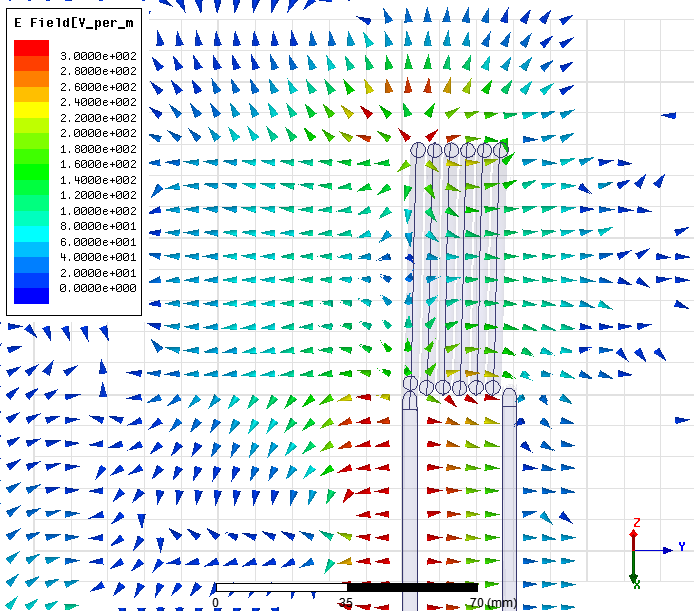 E Field[V_per_m
3.0000e+002
2.8000e+002
2.6000e+002
2.4000e+002
2.2000e+002
2.0000e+002
1.8000e+002
1.6000e+002
1.4000e+002
1.2000e+002
1.0000e+002
8.0000e+001
6.0000e+001
4.0000e+001
2.0000e+001
0.0000e+000
Z
Y
X
0 35 70 (mm)